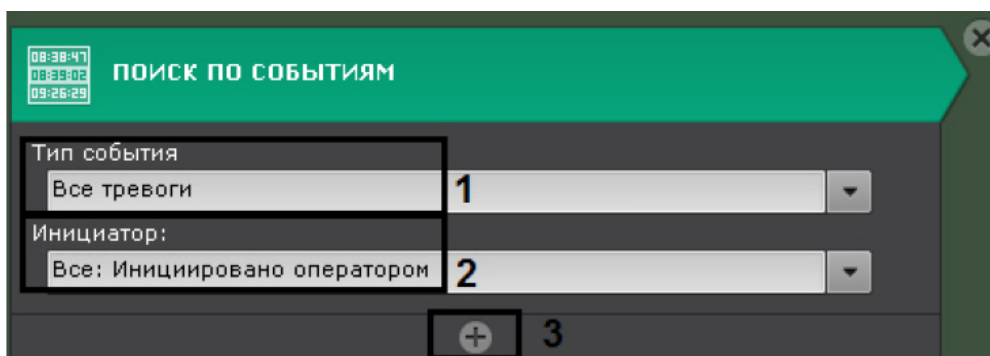 08:38:47
08:39:02
09:26:29
ПОИСК ПО СОБЫТИЯМ
Тип события
Все тревоги 1
Инициатор:
Все: Инициировано оператором 2
3